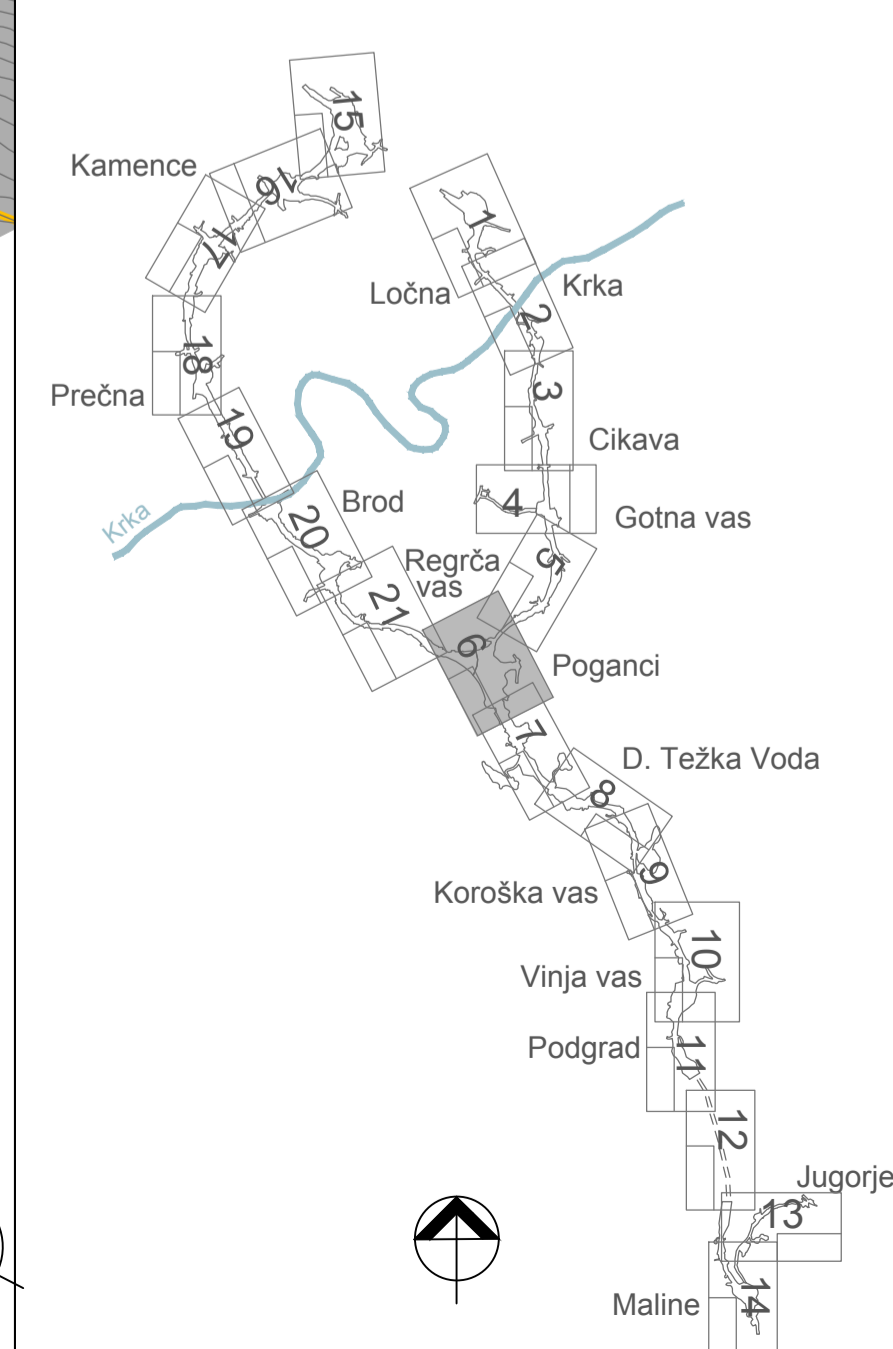 15
Kamence
16
1
17
Ločna
Krka
2
18
3
Prečna
19
Cikava
4
Brod
Gotna vas
Krka
20
5
Regrča
vas
21
6
Poganci
7
D. Težka Voda
8
9
Koroška vas
10
Vinja vas
Podgrad
11
12
Jugorje
13
14
Maline